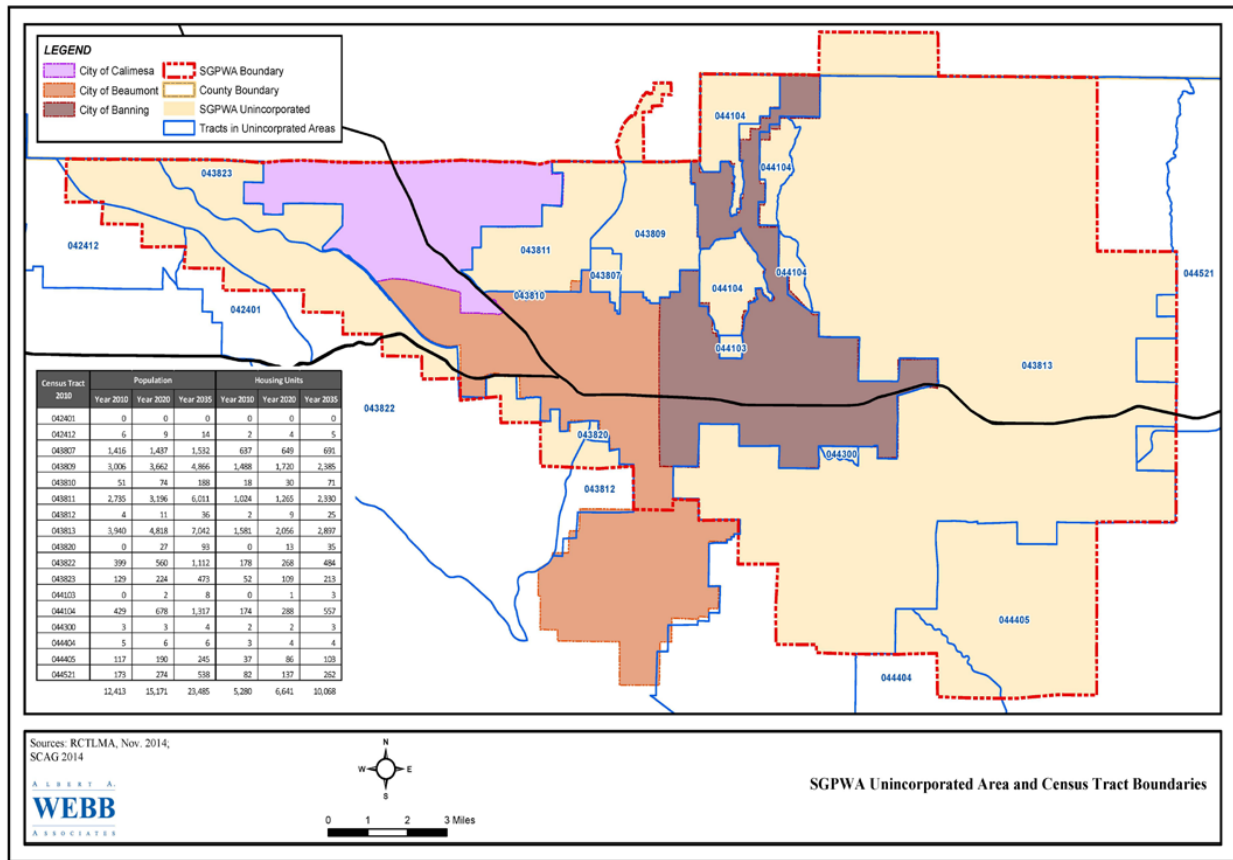 LEGEND
City of Calimesa SGPWA Boundary
City of Beaumont County Boundary
City of Banning SGPWA Unincorporated
Tracts in Unincorprated Areas
044104
043823
044104
043809
042412
043811
043807
044104
044521
044104
043810
042401
044103
043813
043822
043820
044300
043812
044405
044404
Census Tract 2010 Population Housing Units
Year 2010 Year 2020 Year 2035 Year 2010 Year 2020 Year 2035
042401 0 0 0 0 0 0
042412 6 9 14 2 4 5
043807 1,416 1,437 1,532 637 649 691
043809 3,006 3,662 4,866 1,488 1,720 2,385
043810 51 74 188 18 30 71
043811 2,735 3,196 6,011 1,024 1,265 2,330
043812 4 11 36 2 9 25
043813 3,940 4,818 7,042 1,581 2,056 2,897
043820 0 27 93 0 13 35
043822 399 560 1,112 178 268 484
043823 129 224 473 52 109 213
044103 0 2 8 0 1 3
044104 429 678 1,317 174 288 557
044300 3 3 4 2 2 3
044404 5 6 6 3 4 4
044405 117 190 245 37 86 103
044521 173 274 538 82 137 262
12,413 15,171 23,485 5,280 6,641 10,068
Sources: RCTLMA, Nov. 2014;
SCAG 2014
ALBERT A.
WEBB
ASSOCIATES
N
W E
S
0 1 2 3 Miles
SGPWA Unincorporated Area and Census Tract Boundaries